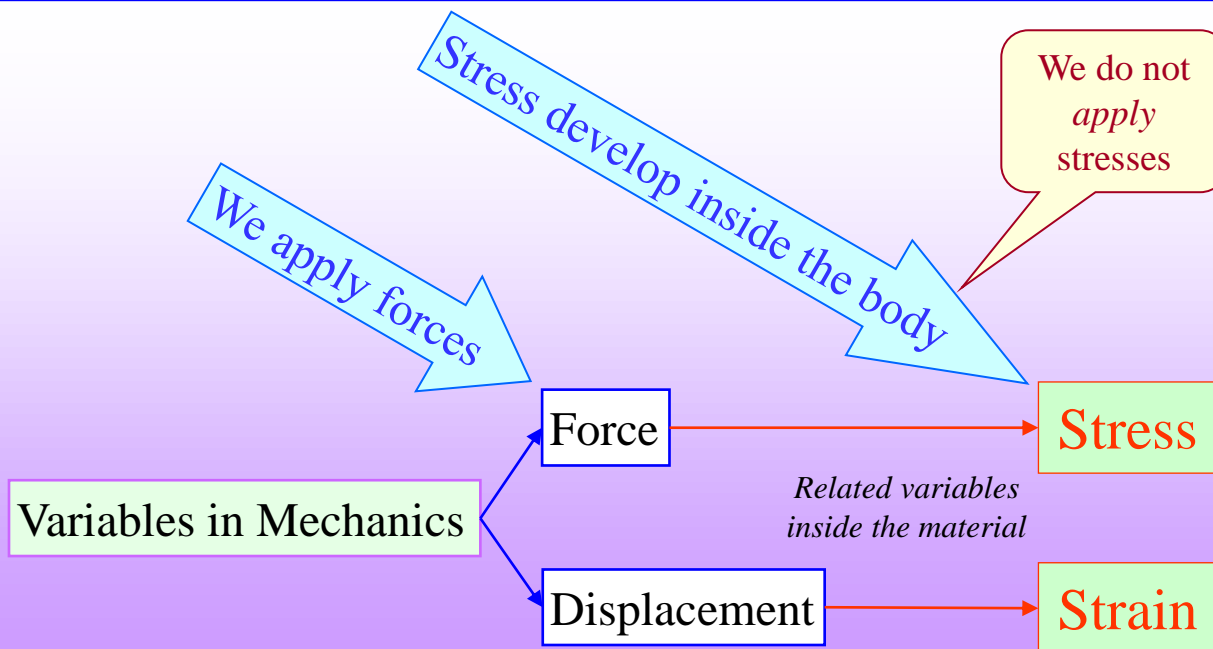 Stress develop inside the body
We do not
apply
stresses
We apply forces
Force
Stress
Related variables
inside the material
Variables in Mechanics
Displacement
Strain